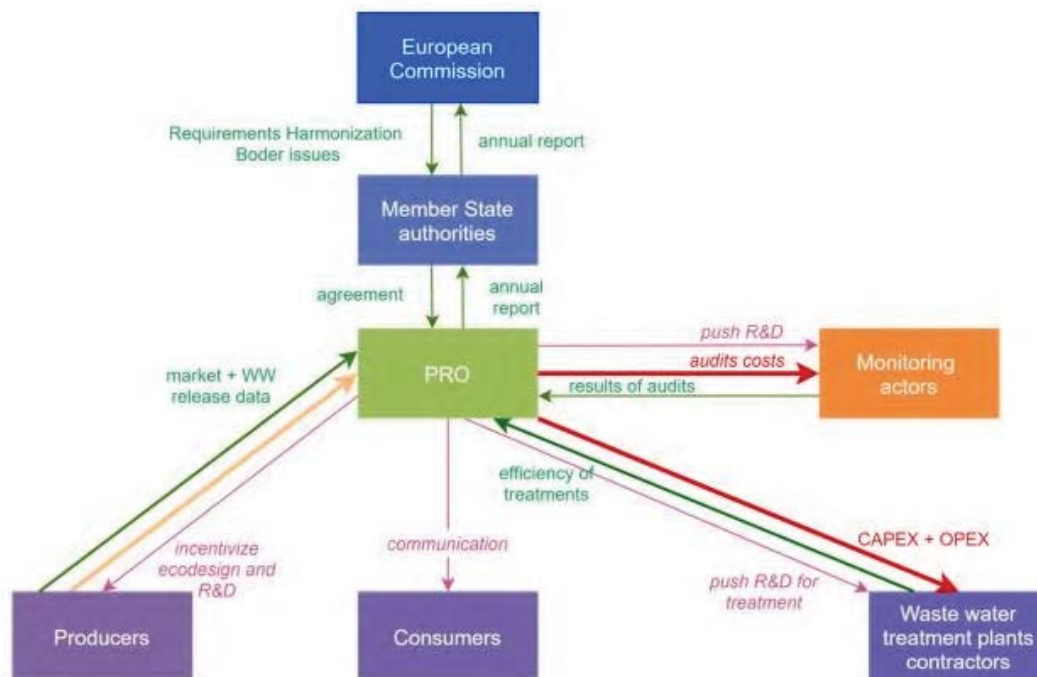 European
Commission
Requirements Harmonization
Boder issues
annual report
Member State
authorities
agreement
annual
report
PRO
push R&D
audits costs
results of audits
Monitoring
actors
market + WW
release data
efficiency of
treatments
incentivize
ecodesign and
R&D
communication
CAPEX + OPEX
push R&D for
treatment
Producers
Consumers
Waste water
treatment plants
contractors